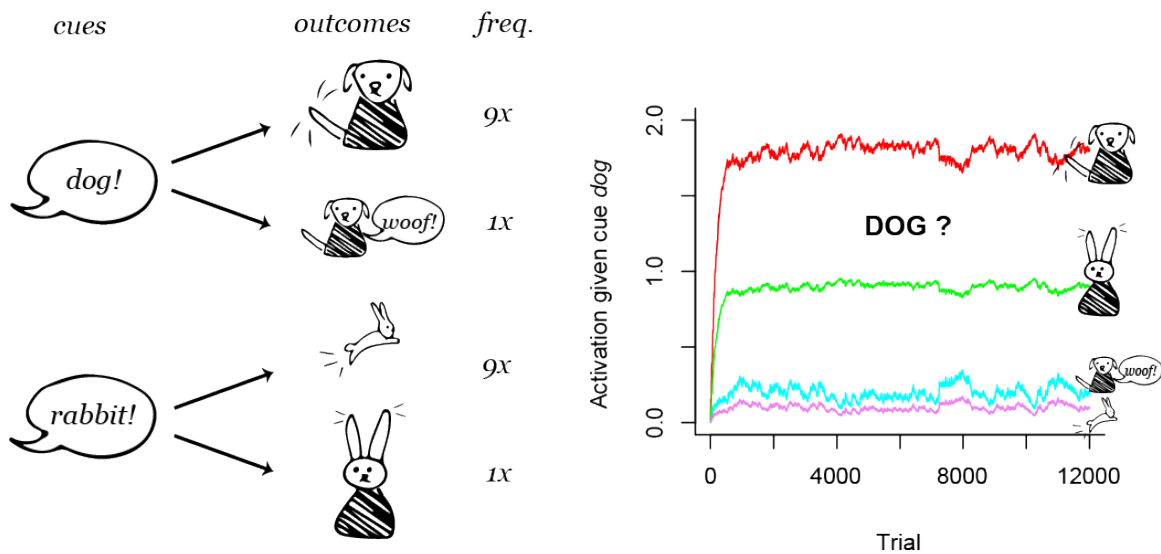 cues outcomes freq.
dog!
9x
woof!
1x
rabbit!
9x
1x
Activation given cue dog
2.0
1.0
0.0
DOG ?
woof!
0 4000 8000 12000
Trial